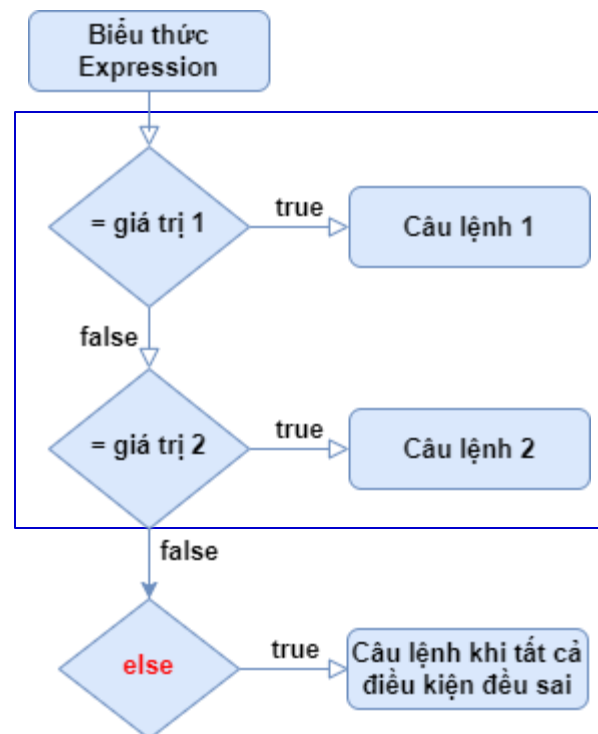 Biểu thức
Expression
= giá trị 1
true
Câu lệnh 1
false
= giá trị 2
true
Câu lệnh 2
false
else
true
Câu lệnh khi tất cả
điều kiện đều sai